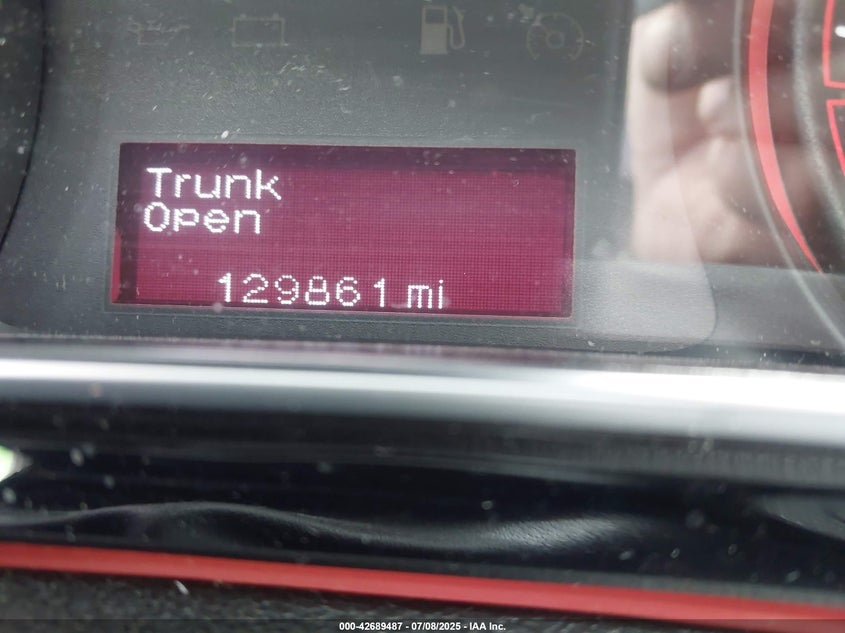 Trunk
Open
129861 mi
000-42689487 - 07/08/2025 - IAA Inc.